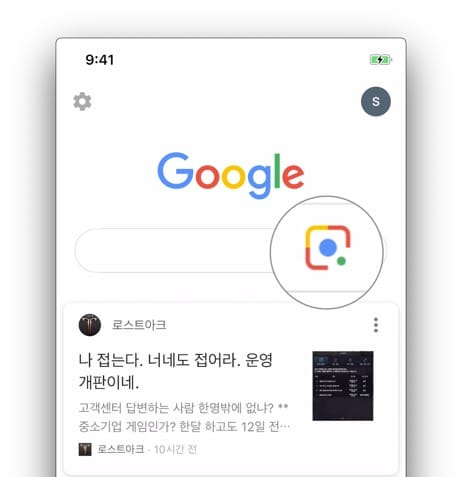 9:41
S
Google
로스트아크
나 접는다. 너네도 접어라. 운영
개판이네.
고객센터 답변하는 사람 한명밖에 없냐? **
중소기업 게임인가? 한달 하고도 12일 전…
로스트아크 · 10시간 전